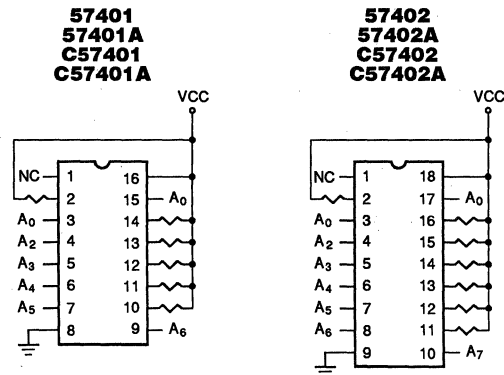 57401
57401A
C57401
C57401A
VCC
NC 1 16
2 15 A0
A0 3 14
A2 4 13
A3 5 12
A4 6 11
A5 7 10
8 9 A6
57402
57402A
C57402
C57402A
VCC
NC 1 18
2 17 A0
A0 3 16
A2 4 15
A3 5 14
A4 6 13
A5 7 12
A6 8 11
9 10 A7